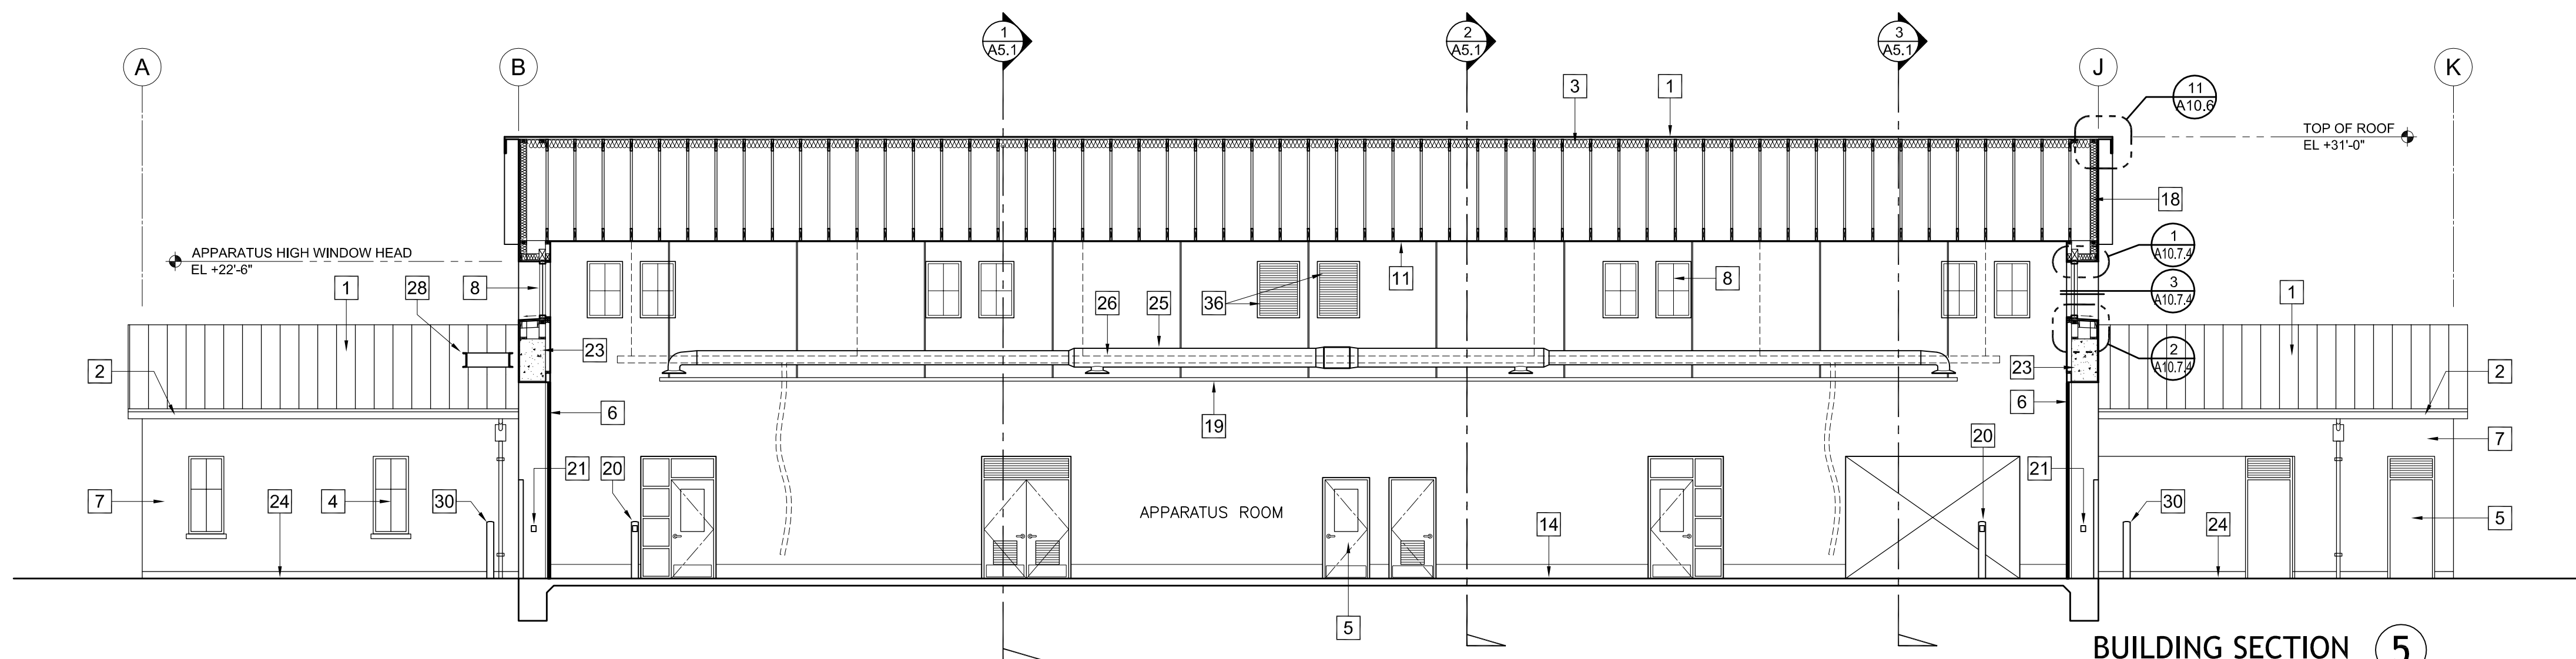 1
A5.1
2
A5.1
3
A5.1
A
B
J
K
3
1
11
A10.6
TOP OF ROOF
EL +31'-0"
18
APPARATUS HIGH WINDOW HEAD
EL +22'-6"
1
A10.7.4
1
28
8
11
36
26
25
8
3
A10.7.4
1
23
2
A10.7.4
2
23
2
6
19
6
20
7
21
20
21
7
7
24
4
30
APPARATUS ROOM
14
30
24
5
5
BUILDING SECTION
5